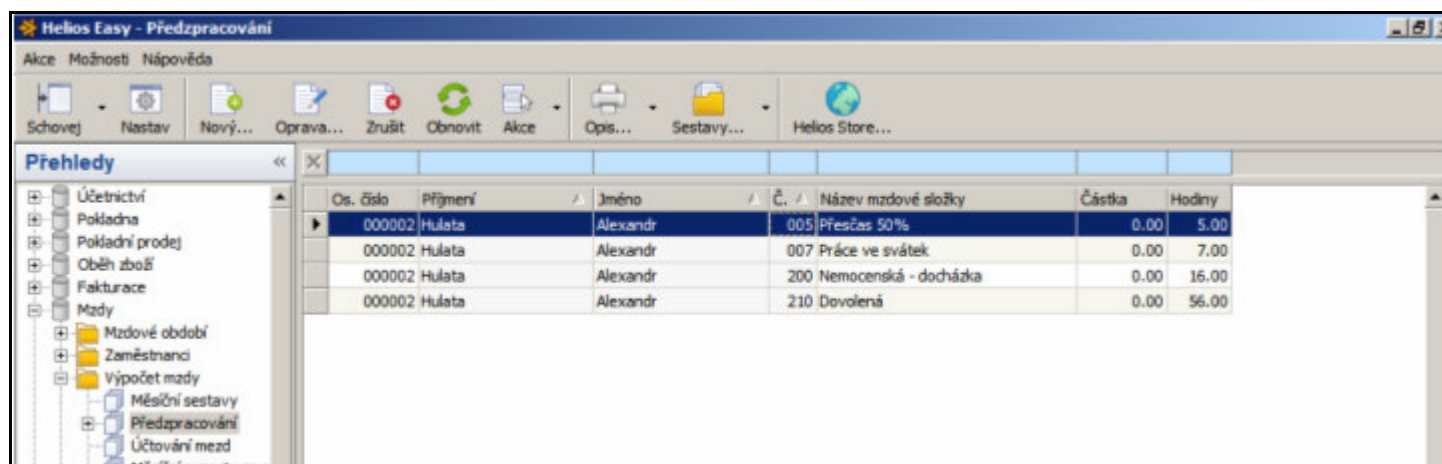 Helios Easy - Předzpracování
Akce Možnosti Nápověda
Schovej Nastav Nový... Oprava... Zrušit Obnovit Akce Opis... Sestavy... Helios Store...
Přehledy «
Os. číslo Příjmení Jméno Č. Název mzdové složky Částka Hodiny
000002 Hulata Alexandr 005 Přesčas 50% 0.00 5.00
000002 Hulata Alexandr 007 Práce ve svátek 0.00 7.00
000002 Hulata Alexandr 200 Nemocenská - docházka 0.00 16.00
000002 Hulata Alexandr 210 Dovolená 0.00 56.00
Účetnictví
Pokladna
Pokladní prodej
Oběh zboží
Fakturace
Mzdy
Mzdové období
Zaměstnanci
Výpočet mzdy
Měsíční sestavy
Předzpracování
Účtování mezd